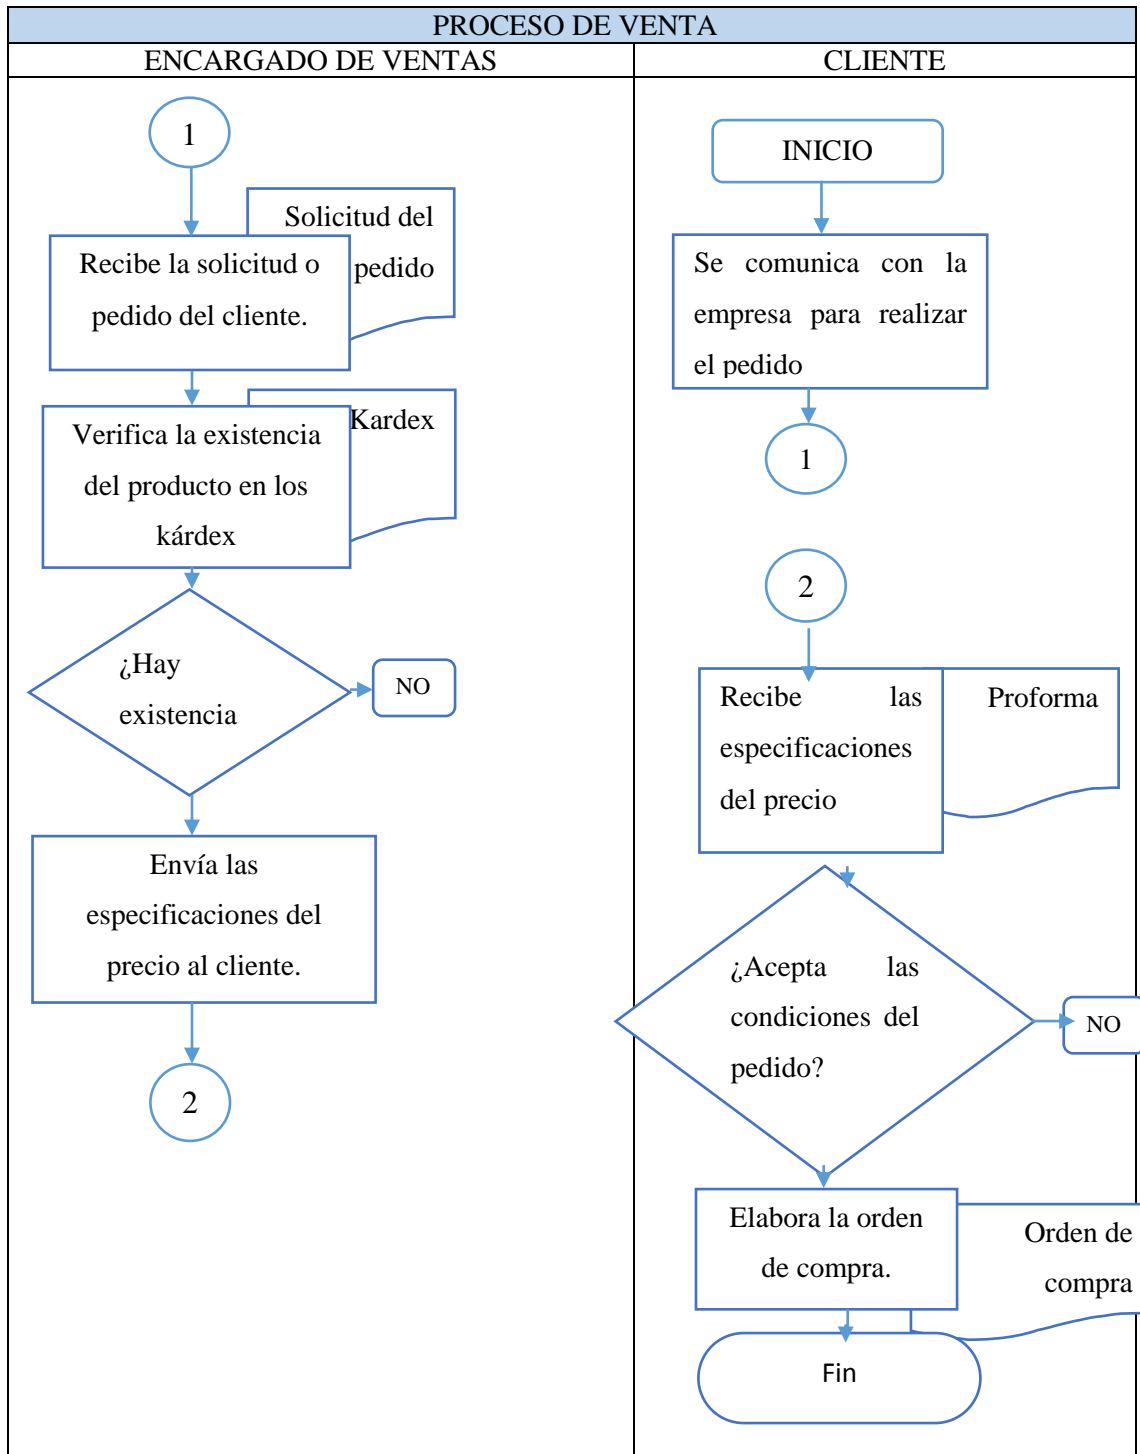 PROCESO DE VENTA
ENCARGADO DE VENTAS
1
Solicitud del
pedido
Recibe la solicitud o
pedido del cliente.
Kardex
Verifica la existencia
del producto en los
kárdex
¿Hay
existencia
NO
Envía las
especificaciones del
precio al cliente.
2
CLIENTE
INICIO
Se comunica con la
empresa para realizar
el pedido
1
2
Recibe las
especificaciones
del precio
Proforma
¿Acepta las
condiciones del
pedido?
NO
Elabora la orden
de compra.
Orden de
compra
Fin